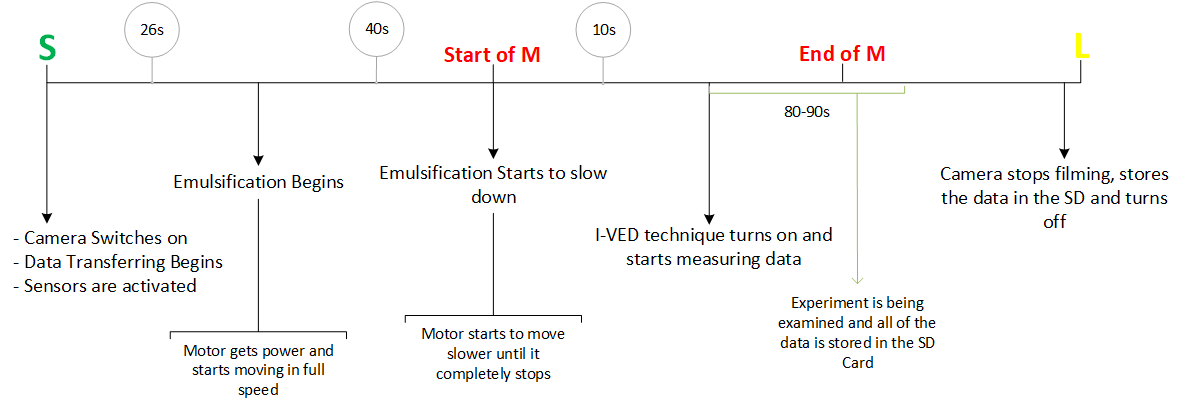 26s
40s
10s
S
Start of M
End of M
L
80-90s
Emulsification Begins
Emulsification Starts to slow
down
Camera stops filming, stores
the data in the SD and turns
off
- Camera Switches on
- Data Transferring Begins
- Sensors are activated
I-VED technique turns on and
starts measuring data
Motor gets power and
starts moving in full
speed
Motor starts to move
slower until it
completely stops
Experiment is being
examined and all of the
data is stored in the SD
Card